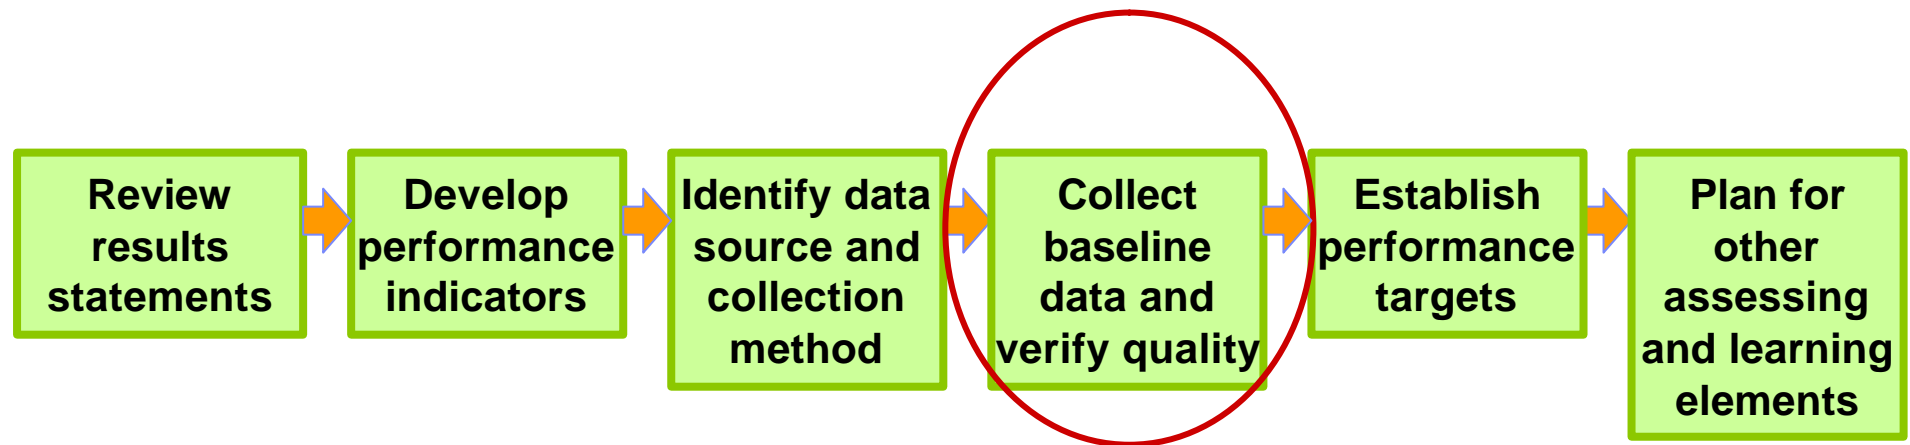 Review
results
statements
Develop
performance
indicators
Identify data
source and
collection
method
Collect
baseline
data and
verify quality
Establish
performance
targets
Plan for
other
assessing
and learning
elements